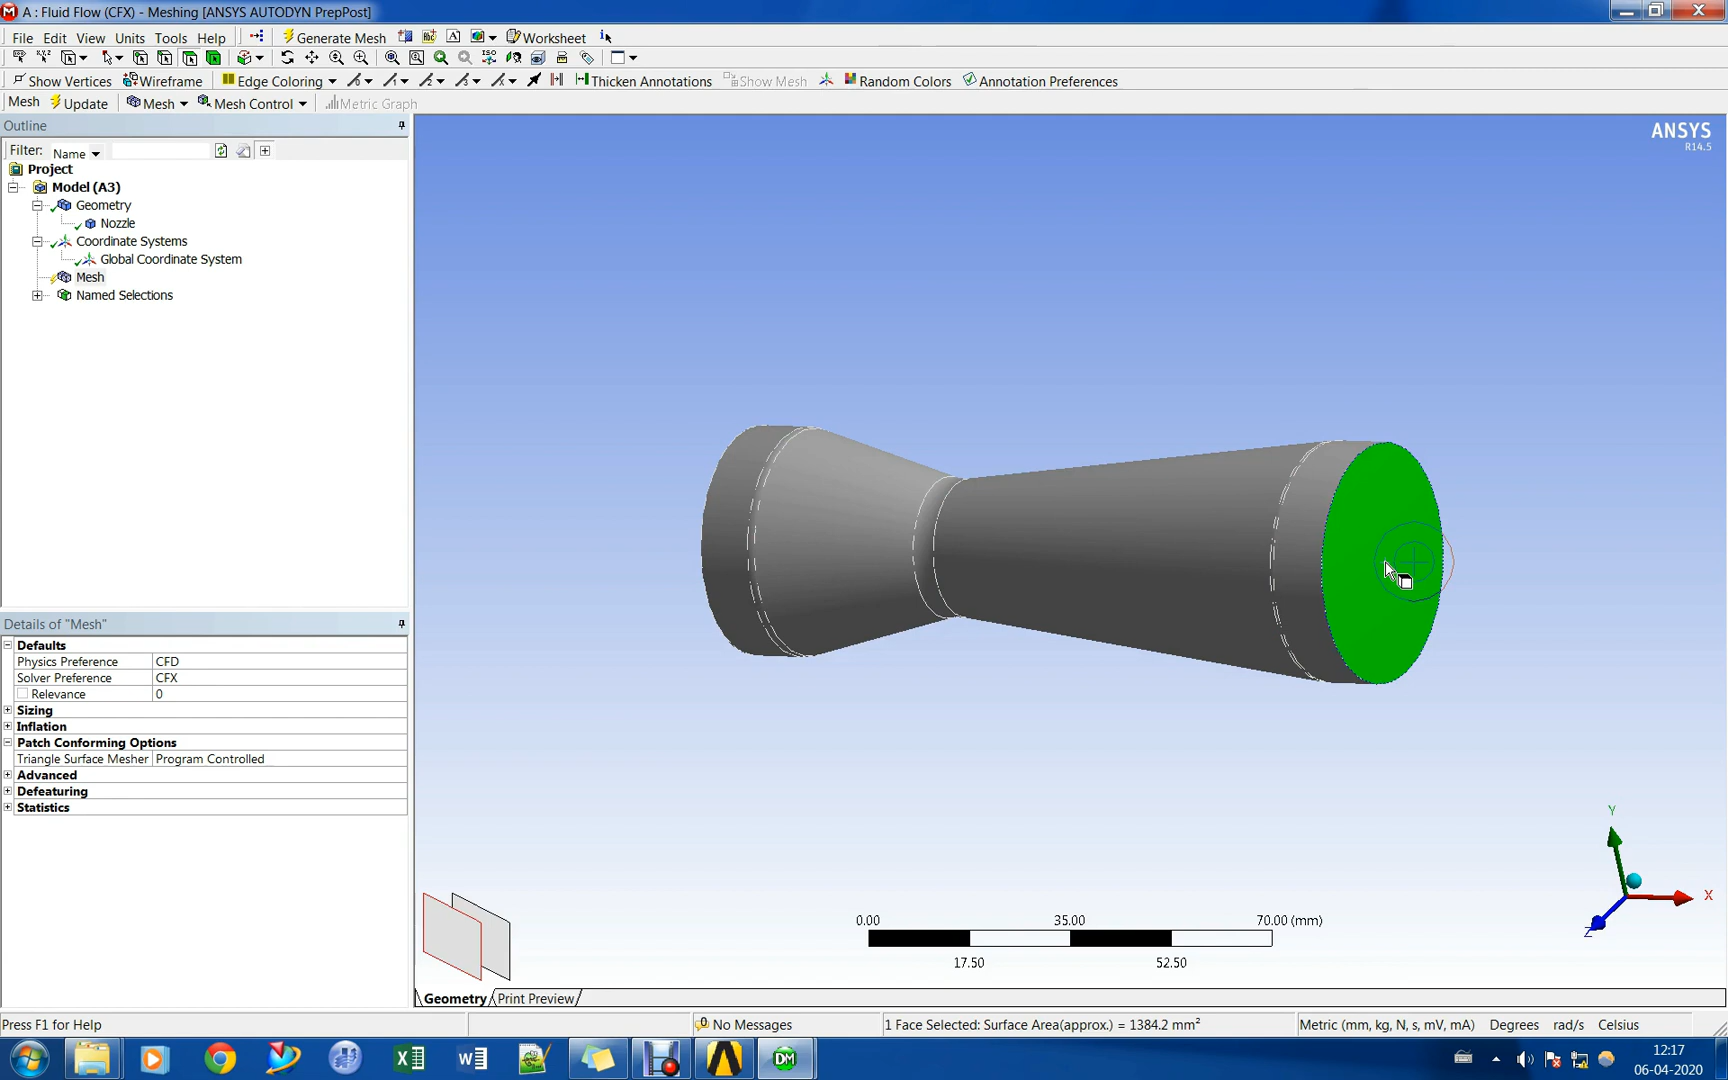 A : Fluid Flow (CFX) - Meshing [ANSYS AUTODYN PrepPost]
File Edit View Units Tools Help Generate Mesh Worksheet
Show Vertices Wireframe Edge Coloring Thicken Annotations Show Mesh Random Colors Annotation Preferences
Mesh Update Mesh Mesh Control Metric Graph
Outline
Filter: Name
Project
Model (A3)
Geometry
Nozzle
Coordinate Systems
Global Coordinate System
Mesh
Named Selections
Details of "Mesh"
Defaults
Physics Preference CFD
Solver Preference CFX
Relevance 0
Sizing
Inflation
Patch Conforming Options
Triangle Surface Mesher Program Controlled
Advanced
Defeaturing
Statistics
ANSYS
R14.5
Y
X
Z
0.00 35.00 70.00 (mm)
17.50 52.50
Geometry Print Preview
Press F1 for Help No Messages 1 Face Selected: Surface Area(approx.) = 1384.2 mm² Metric (mm, kg, N, s, mV, mA) Degrees rad/s Celsius
DM
12:17
06-04-2020